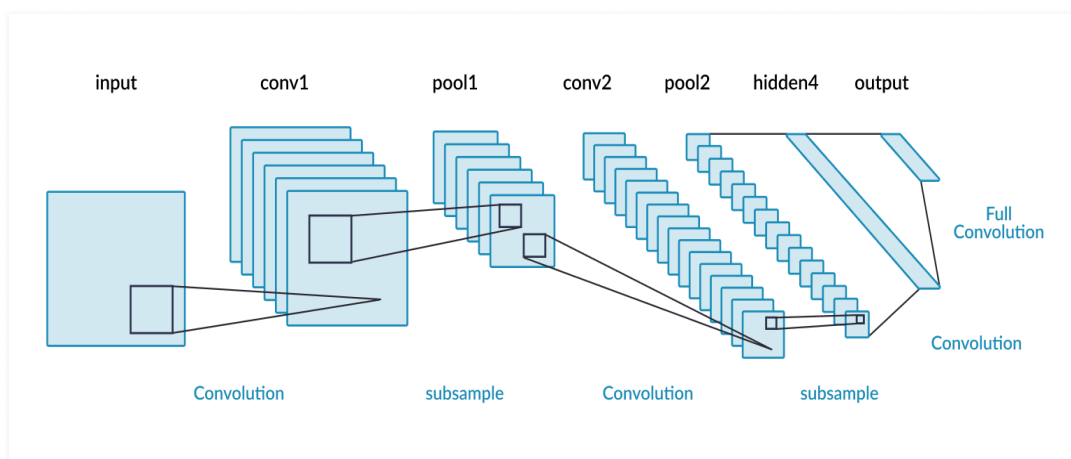 input conv1 pool1 conv2 pool2 hidden4 output
Full
Convolution
Convolution
Convolution subsample Convolution subsample